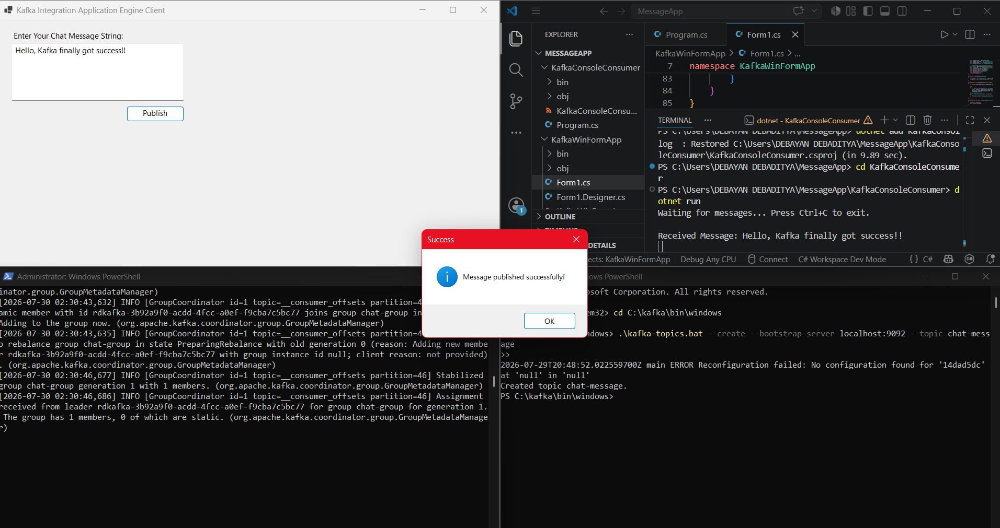 Kafka Integration Application Engine Client
Enter Your Chat Message String:
Hello, Kafka finally got success!!
Publish
MessageApp
EXPLORER
MESSAGEAPP
KafkaConsoleConsumer
bin
obj
KafkaConsoleConsu...
Program.cs
KafkaWinFormApp
bin
obj
Form1.cs
Form1.Designer.cs
OUTLINE
TIMELINE
DETAILS
1
Program.cs
Form1.cs
KafkaWinFormApp > Form1.cs > ...
7 namespace KafkaWinFormApp
83 }
84 }
85 }
TERMINAL
dotnet - KafkaConsoleConsumer
PS C:\Users\DEBAYAN DEBADITYA\MessageApp> dotnet add KafkaConsol
log  : Restored C:\Users\DEBAYAN DEBADITYA\MessageApp\KafkaConso
leConsumer\KafkaConsoleConsumer.csproj (in 9.89 sec).
PS C:\Users\DEBAYAN DEBADITYA\MessageApp> cd KafkaConsoleConsume
r
PS C:\Users\DEBAYAN DEBADITYA\MessageApp\KafkaConsoleConsumer> d
otnet run
Waiting for messages... Press Ctrl+C to exit.
Received Message: Hello, Kafka finally got success!!
ects: KafkaWinFormApp
Debug Any CPU
Connect
C# Workspace Dev Mode
{ } C#
Success
Message published successfully!
OK
Administrator: Windows PowerShell
inator.group.GroupMetadataManager)
[2026-07-30 02:30:43,632] INFO [GroupCoordinator id=1 topic=__consumer_offsets partition=4
amic member with id rdkafka-3b92a9f0-acdd-4fcc-a0ef-f9cba7c5bc77 joins group chat-group in
Adding to the group now. (org.apache.kafka.coordinator.group.GroupMetadataManager)
[2026-07-30 02:30:43,635] INFO [GroupCoordinator id=1 topic=__consumer_offsets partition=4
o rebalance group chat-group in state PreparingRebalance with old generation 0 (reason: Adding new membe
r rdkafka-3b92a9f0-acdd-4fcc-a0ef-f9cba7c5bc77 with group instance id null; client reason: not provided)
. (org.apache.kafka.coordinator.group.GroupMetadataManager)
[2026-07-30 02:30:46,677] INFO [GroupCoordinator id=1 topic=__consumer_offsets partition=46] Stabilized
group chat-group generation 1 with 1 members. (org.apache.kafka.coordinator.group.GroupMetadataManager)
[2026-07-30 02:30:46,686] INFO [GroupCoordinator id=1 topic=__consumer_offsets partition=46] Assignment
received from leader rdkafka-3b92a9f0-acdd-4fcc-a0ef-f9cba7c5bc77 for group chat-group for generation 1.
The group has 1 members, 0 of which are static. (org.apache.kafka.coordinator.group.GroupMetadataManage
r)
ows PowerShell
osoft Corporation. All rights reserved.
em32> cd C:\kafka\bin\windows
ndows> .\kafka-topics.bat --create --bootstrap-server localhost:9092 --topic chat-mess
age
>>
2026-07-29T20:48:52.022559700Z main ERROR Reconfiguration failed: No configuration found for '14dad5dc'
at 'null' in 'null'
Created topic chat-message.
PS C:\kafka\bin\windows>